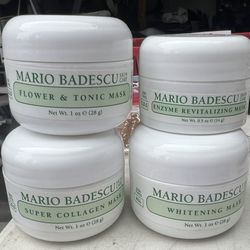 MARIO BADESCU
FLOWER & TONIC MASK
Net Wt. 1 oz (28 g)
MARIO BADESCU
ENZYME REVITALIZING MASK
Net Wt. 0.5 oz (14 g)
MARIO BADESCU
SUPER COLLAGEN MASK
Net Wt. 1 oz (28 g)
MARIO BADESCU
WHITENING MASK
Net Wt. 1 oz (28 g)